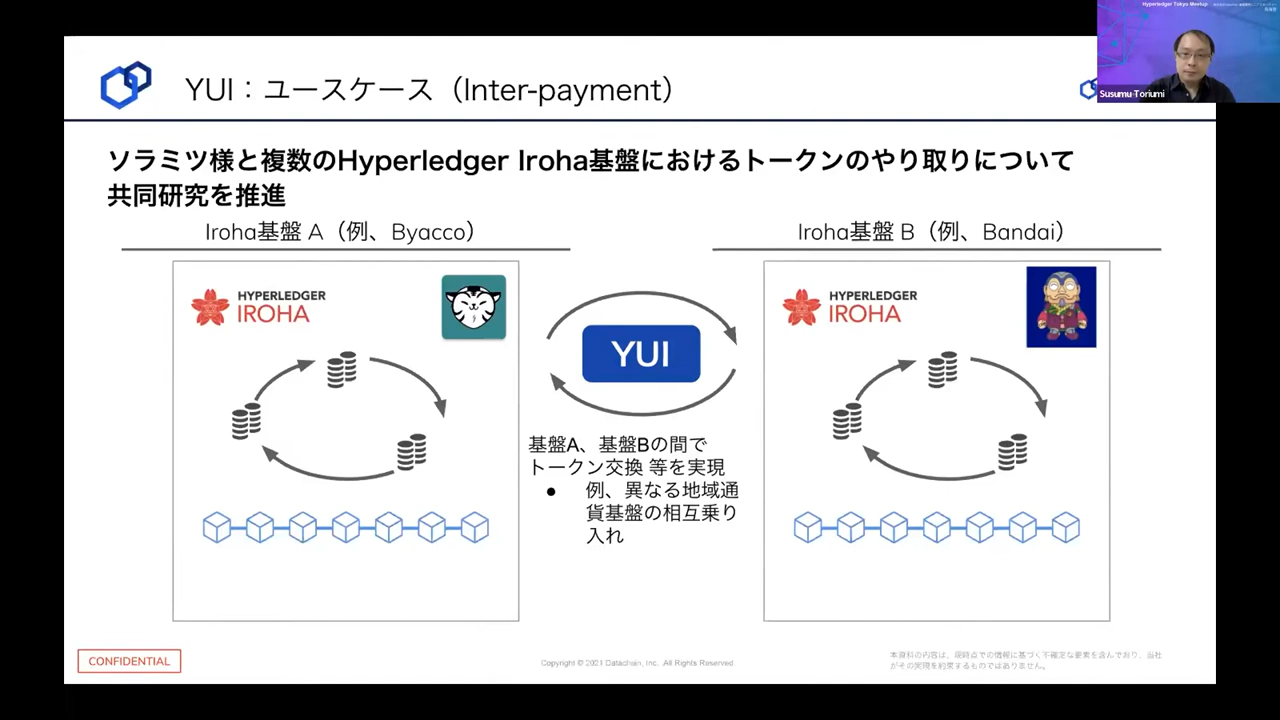 Hyperledger Tokyo Meetup
Susumu Toriumi
YUI：ユースケース（Inter-payment）
ソラミツ様と複数のHyperledger Iroha基盤におけるトークンのやり取りについて
共同研究を推進
Iroha基盤 A（例、Byacco）
Iroha基盤 B（例、Bandai）
HYPERLEDGER
IROHA
YUI
HYPERLEDGER
IROHA
基盤A、基盤Bの間で
トークン交換 等を実現
● 例、異なる地域通
貨基盤の相互乗り
入れ
CONFIDENTIAL
Copyright © 2021 Datachain, Inc. All Rights Reserved
本資料の内容は、現時点での情報に基づく不確定な要素を含んでおり、当社
がその実現を約束するものではありません。